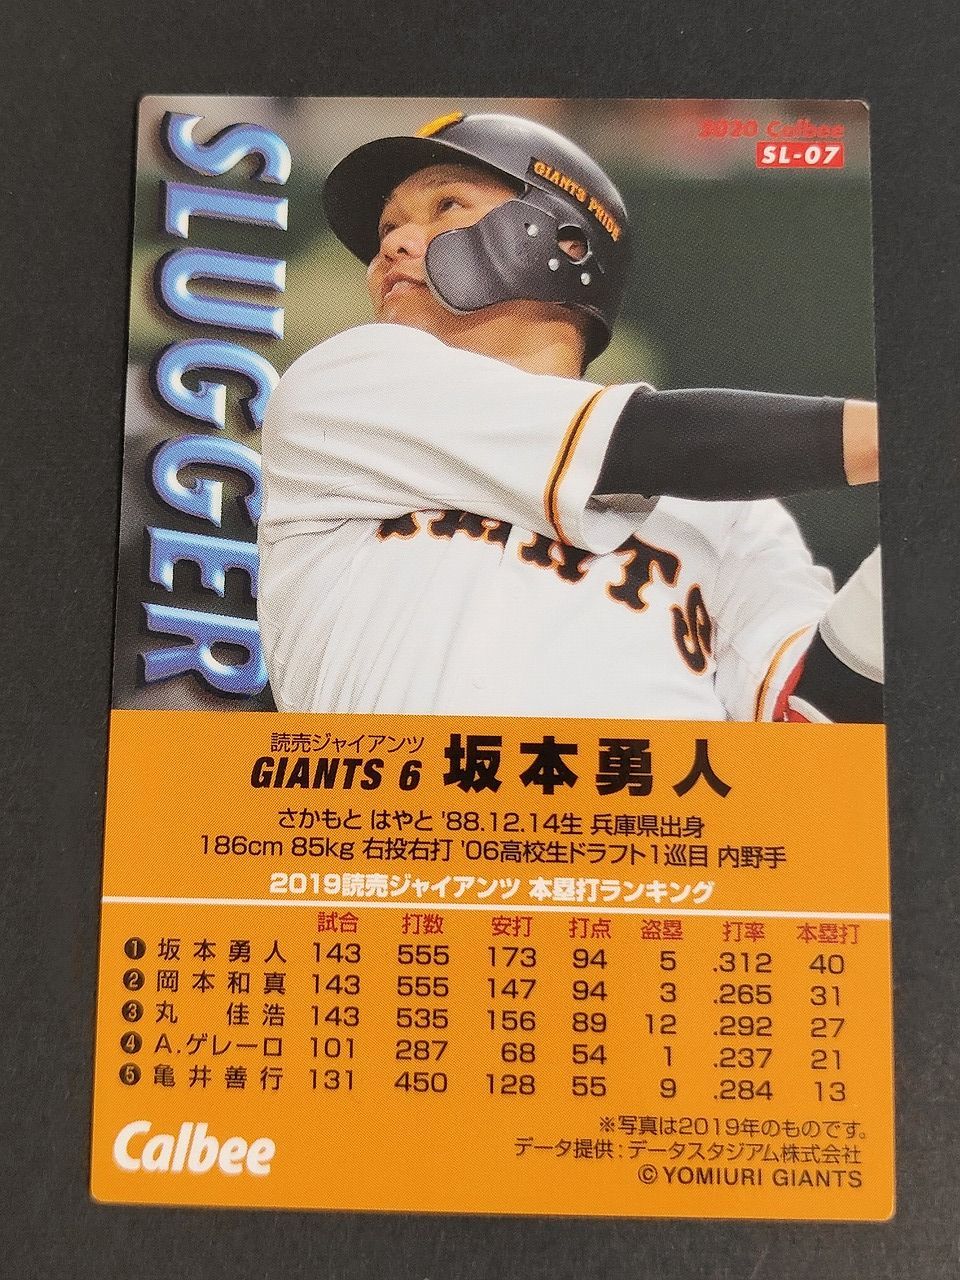 2020 Calbee
SL-07
SLUGGER
GIANTS PRIDE
読売ジャイアンツ
GIANTS 6 坂本勇人
さかもと はやと '88.12.14生 兵庫県出身
186cm 85kg 右投右打 '06高校生ドラフト1巡目 内野手
2019読売ジャイアンツ 本塁打ランキング
試合 打数 安打 打点 盗塁 打率 本塁打
❶ 坂本勇人 143 555 173 94 5 .312 40
❷ 岡本和真 143 555 147 94 3 .265 31
❸ 丸 佳浩 143 535 156 89 12 .292 27
❹ A.ゲレーロ 101 287 68 54 1 .237 21
❺ 亀井善行 131 450 128 55 9 .284 13
※写真は2019年のものです。
データ提供:データスタジアム株式会社
©YOMIURI GIANTS
Calbee